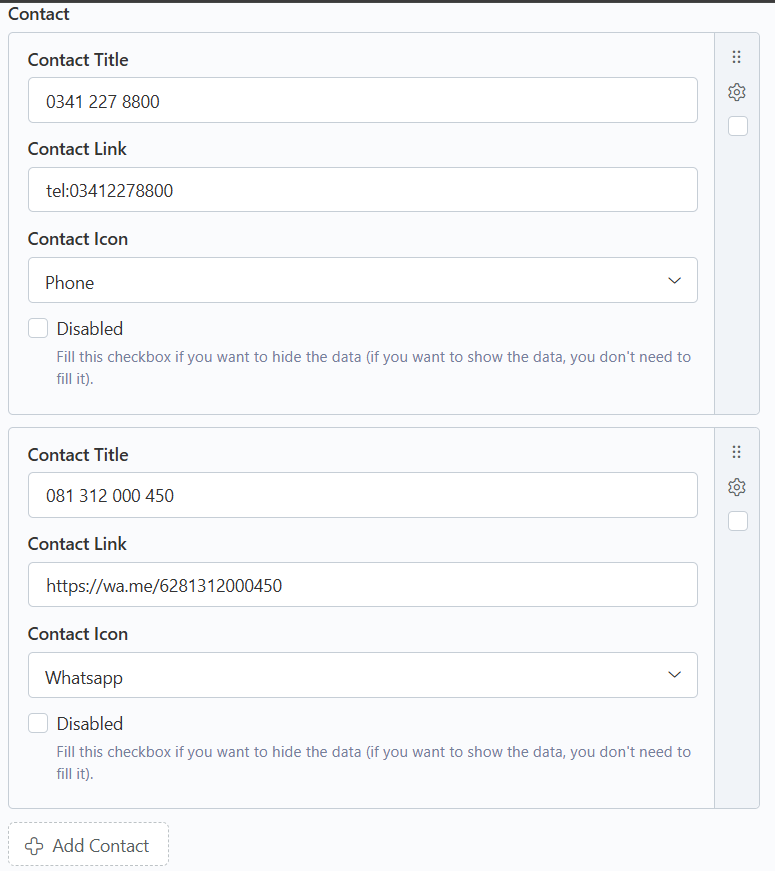 Contact
Contact Title
0341 227 8800
Contact Link
tel:03412278800
Contact Icon
Phone
Disabled
Fill this checkbox if you want to hide the data (if you want to show the data, you don't need to
fill it).
Contact Title
081 312 000 450
Contact Link
https://wa.me/6281312000450
Contact Icon
Whatsapp
Disabled
Fill this checkbox if you want to hide the data (if you want to show the data, you don't need to
fill it).
Add Contact